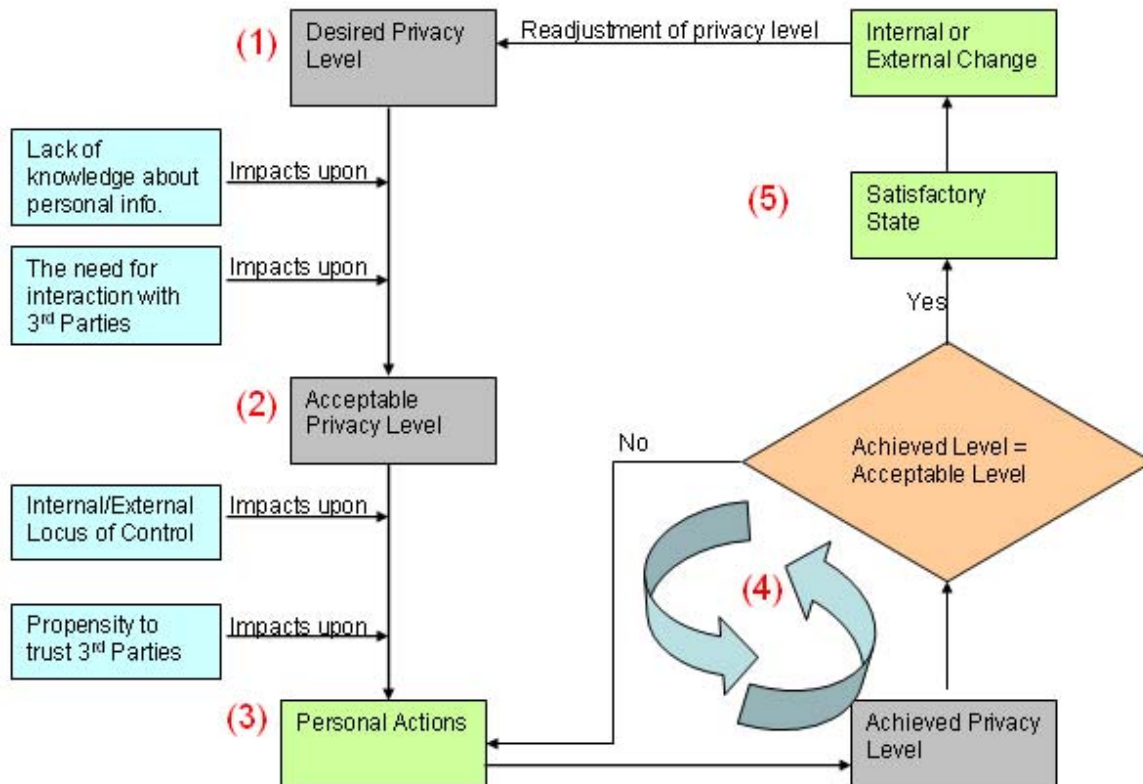 (1)
Desired Privacy
Level
Readjustment of privacy level
Internal or
External Change
Lack of
knowledge about
personal info.
Impacts upon
The need for
interaction with
3rd Parties
Impacts upon
(5)
Satisfactory
State
Yes
(2)
Acceptable
Privacy Level
No
Achieved Level =
Acceptable Level
Internal/External
Locus of Control
Impacts upon
(4)
Propensity to
trust 3rd Parties
Impacts upon
(3)
Personal Actions
Achieved Privacy
Level